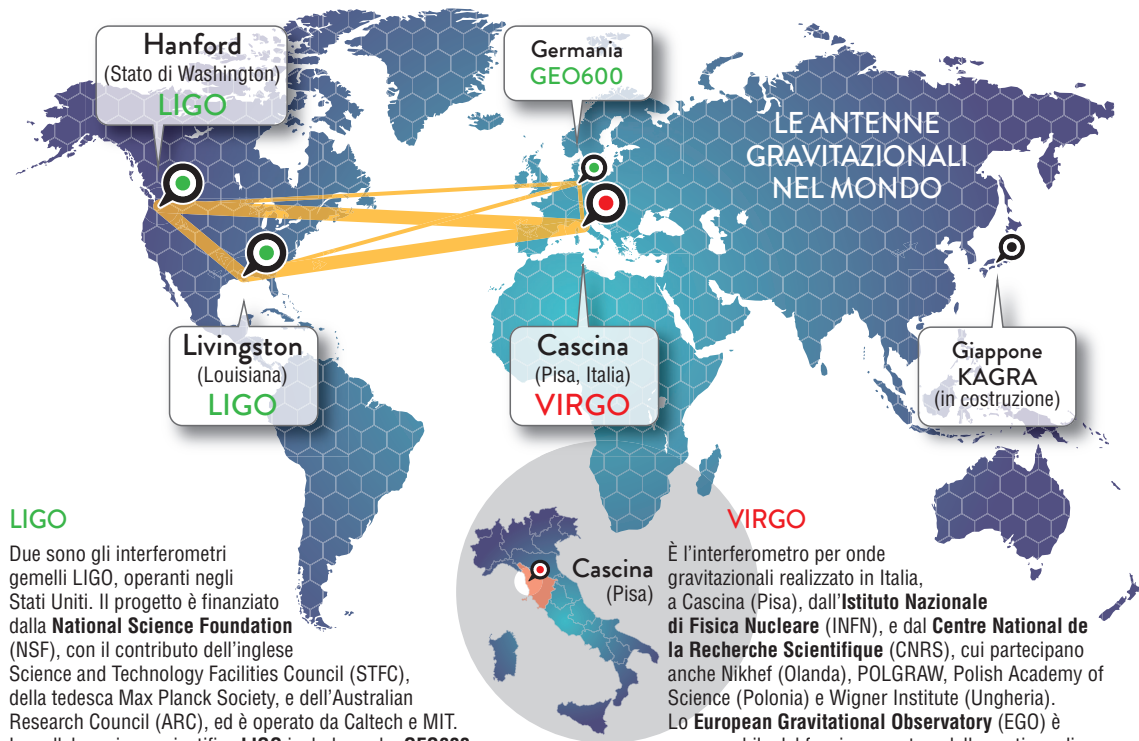 Hanford
(Stato di Washington)
LIGO
Germania
GEO600
LE ANTENNE
GRAVITAZIONALI
NEL MONDO
Livingston
(Louisiana)
LIGO
Cascina
(Pisa, Italia)
VIRGO
Giappone
KAGRA
(in costruzione)
LIGO
Due sono gli interferometri
gemelli LIGO, operanti negli
Stati Uniti. Il progetto è finanziato
dalla National Science Foundation
(NSF), con il contributo dell'inglese
Science and Technology Facilities Council (STFC),
della tedesca Max Planck Society, e dell'Australian
Research Council (ARC), ed è operato da Caltech e MIT.
Cascina
(Pisa)
VIRGO
È l'interferometro per onde
gravitazionali realizzato in Italia,
a Cascina (Pisa), dall'Istituto Nazionale
di Fisica Nucleare (INFN), e dal Centre National de
la Recherche Scientifique (CNRS), cui partecipano
anche Nikhef (Olanda), POLGRAW, Polish Academy of
Science (Polonia) e Wigner Institute (Ungheria).
Lo European Gravitational Observatory (EGO) è